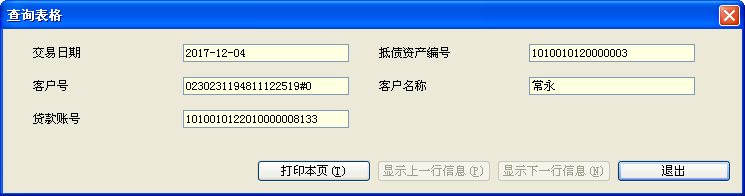 查询表格
交易日期 2017-12-04 抵债资产编号 1010010120000003
客户号 0230231194811122519#0 客户名称 常永
贷款账号 1010010122010000008133
打印本页(T) 显示上一行信息(P) 显示下一行信息(N) 退出